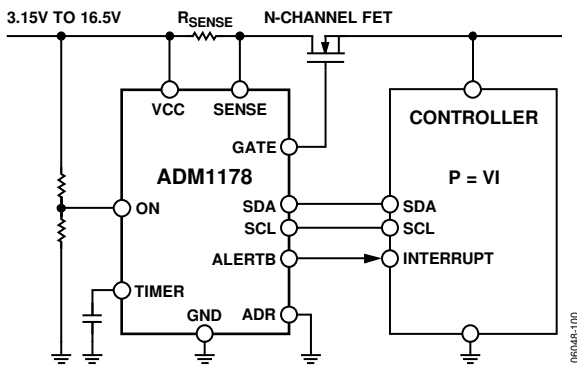 3.15V TO 16.5V
RSENSE
N-CHANNEL FET
VCC
SENSE
CONTROLLER
GATE
ADM1178
P = VI
ON
SDA
SDA
SCL
SCL
ALERTB
INTERRUPT
TIMER
GND
ADR
06048-100